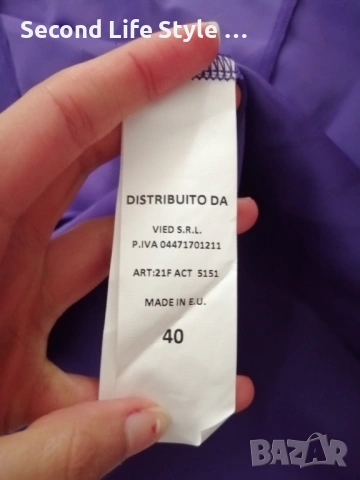 Second Life Style ...
DISTRIBUITO DA
VIED S.R.L.
P.IVA 04471701211
ART:21F ACT 5151
MADE IN E.U.
40
BAZAR